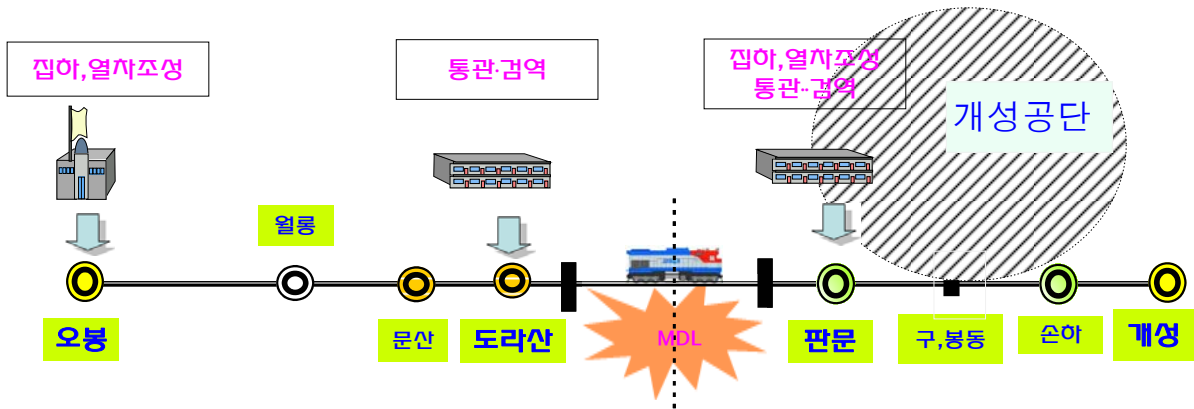 집하,열차조성
통관·검역
집하,열차조성
통관··검역
개성공단
월롱
MDL
오봉
문산
도라산
판문
구,봉동
손하
개성